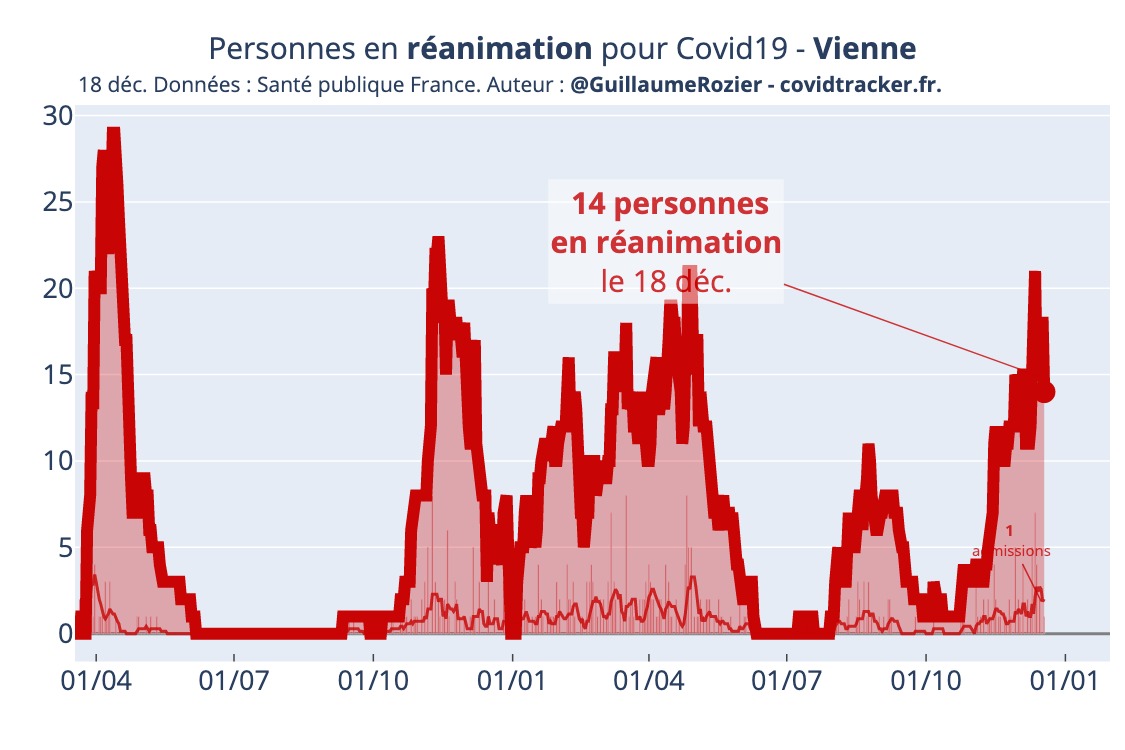 Personnes en réanimation pour Covid19 - Vienne
18 déc. Données : Santé publique France. Auteur : @GuillaumeRozier - covidtracker.fr.
30
25
20
15
10
5
0
14 personnes
en réanimation
le 18 déc.
1
admissions
01/04
01/07
01/10
01/01
01/04
01/07
01/10
01/01